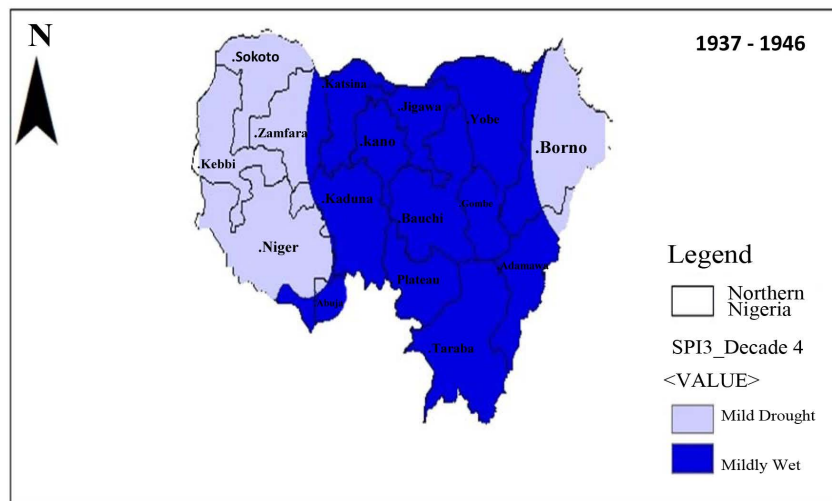 N
1937 - 1946
.Sokoto
.Katsina
.Jigawa
.Yobe
.Zamfara
.kano
.Borno
.Kebbi
.Kaduna
Gombe
Bauchi
.Niger
Adamawa
Plateau
Abuja
.Taraba
Legend
Northern
Nigeria
SPI3_Decade 4
<VALUE>
Mild Drought
Mildly Wet